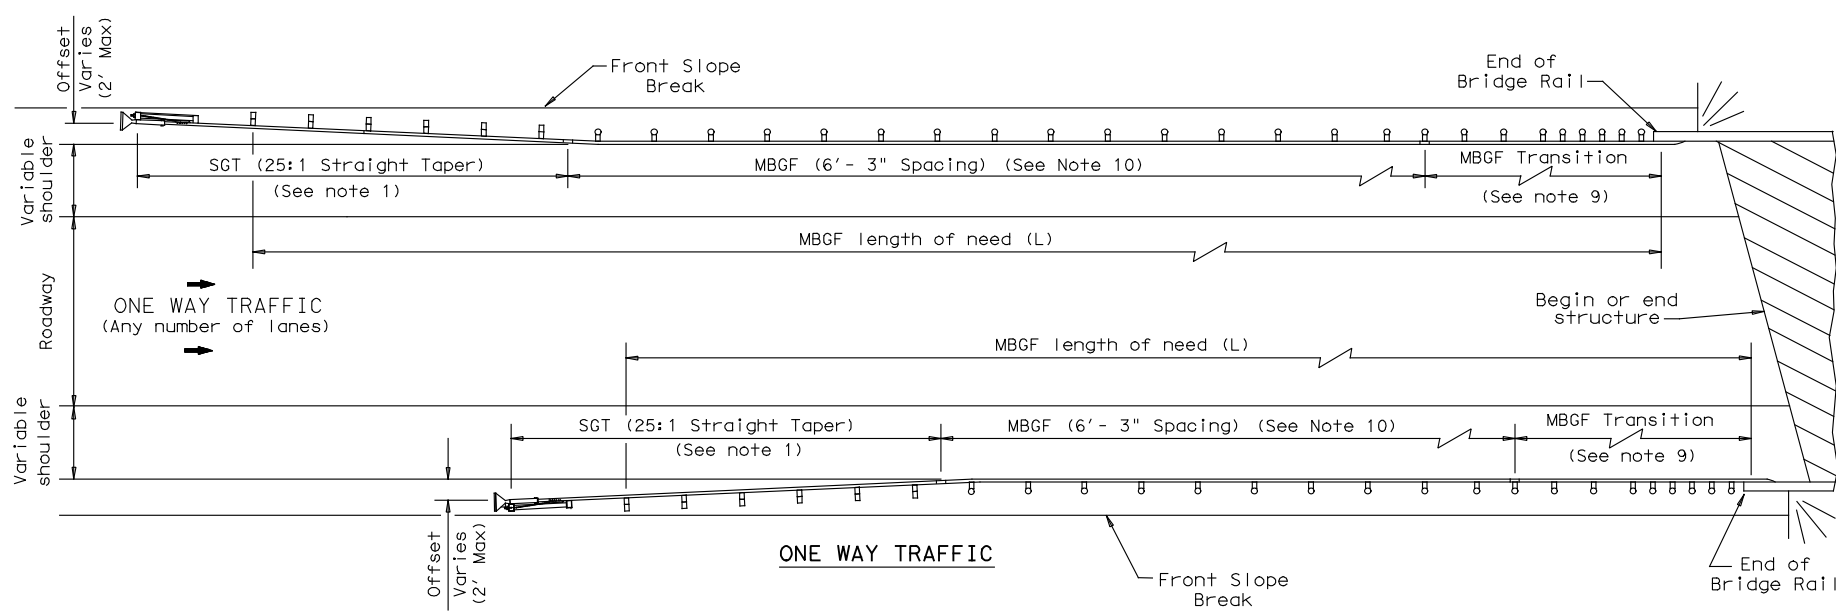 Offset
Varies
(2' Max)
Front Slope
Break
End of
Bridge Rail
SGT (25:1 Straight Taper)
(See note 1)
MBGF (6'- 3" Spacing) (See Note 10)
MBGF Transition
(See note 9)
Variable
shoulder
MBGF length of need (L)
Roadway
ONE WAY TRAFFIC
(Any number of lanes)
Begin or end
structure
MBGF length of need (L)
Variable
shoulder
SGT (25:1 Straight Taper)
(See note 1)
MBGF (6'- 3" Spacing) (See Note 10)
MBGF Transition
(See note 9)
Offset
Varies
(2' Max)
ONE WAY TRAFFIC
Front Slope
Break
End of
Bridge Rail